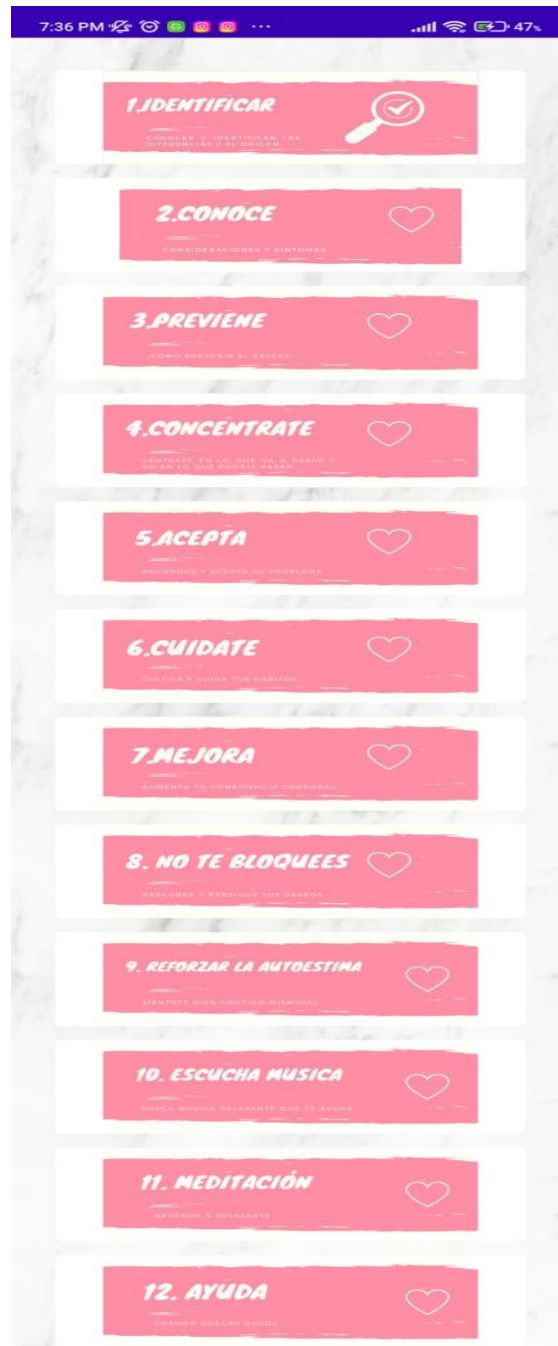 7:36 PM ... 47%
1.IDENTIFICAR
CONOCER E IDENTIFICAR LAS
DIFERENCIAS Y EL ORIGEN
2.CONOCE
CONSIDERACIONES Y SINTOMAS
3.PREVIENE
¿COMO PREVENIR EL ESTRES?
4.CONCENTRATE
CENTRATE EN LO QUE VA A PASAR Y
NO EN LO QUE PODRIA PASAR
5.ACEPTA
RECONOCE Y ACEPTA TU PROBLEMA
6.CUIDATE
CULTIVA Y CUIDA TUS HABITOS
7.MEJORA
AUMENTA TU CONSCIENCIA CORPORAL
8. NO TE BLOQUEES
DESCUBRE Y PERSIGUE TUS DESEOS
9. REFORZAR LA AUTOESTIMA
SIENTETE BIEN CONTIGO MISMO(A)
10. ESCUCHA MUSICA
BUSCA MUSICA RELAJANTE QUE TE AYUDE
11. MEDITACIÓN
APRENDE A RELAJARTE
12. AYUDA
CUANDO BUSCAR AYUDA